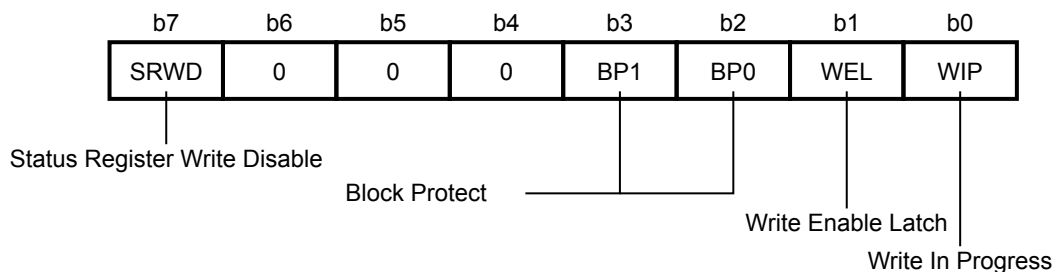 b7 b6 b5 b4 b3 b2 b1 b0
SRWD 0 0 0 BP1 BP0 WEL WIP
Status Register Write Disable
Block Protect
Write Enable Latch
Write In Progress